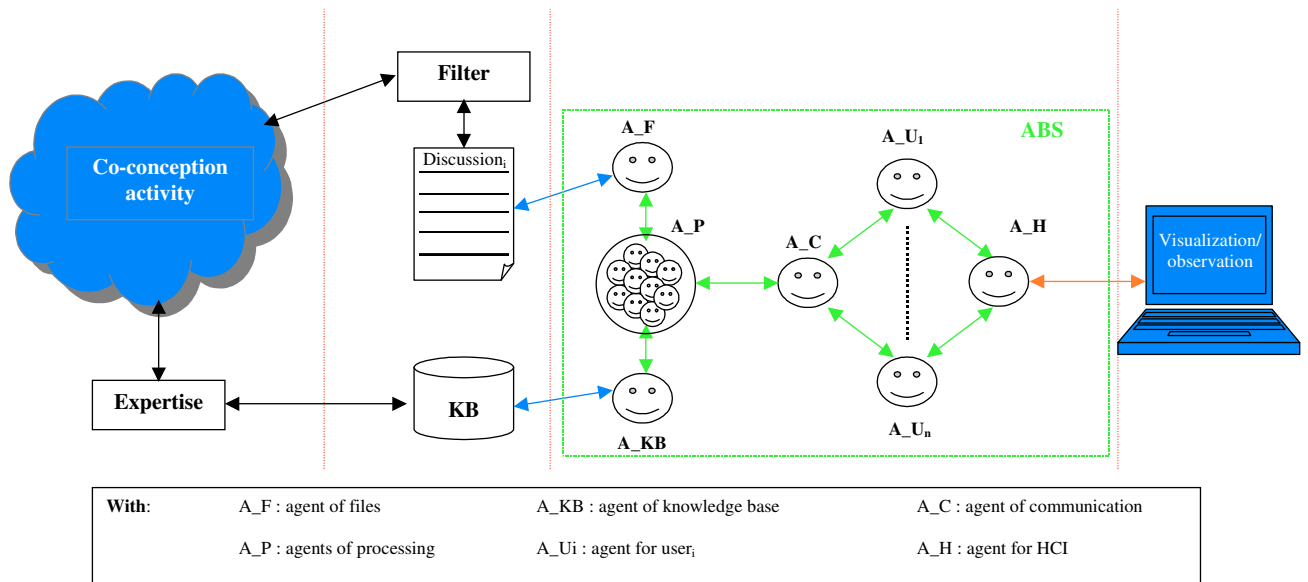 Filter
ABS
A_F
A_U₁
Discussionᵢ
Co-conception
activity
A_P
A_C
A_H
Visualization/
observation
Expertise
KB
A_KB
A_Uₙ
With:
A_F : agent of files
A_KB : agent of knowledge base
A_C : agent of communication
A_P : agents of processing
A_Ui : agent for userᵢ
A_H : agent for HCI